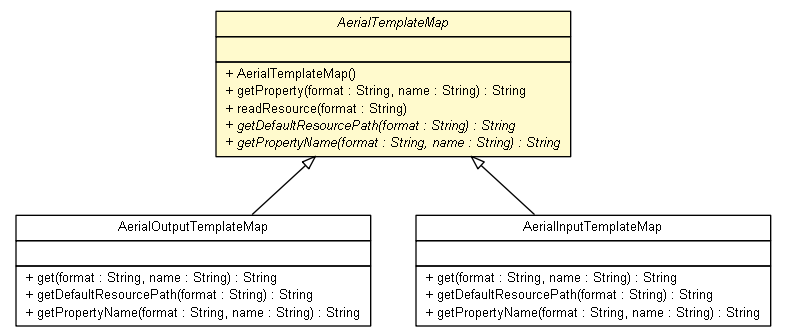 AerialTemplateMap
+ AerialTemplateMap()
+ getProperty(format : String, name : String) : String
+ readResource(format : String)
+ getDefaultResourcePath(format : String) : String
+ getPropertyName(format : String, name : String) : String
AerialOutputTemplateMap
+ get(format : String, name : String) : String
+ getDefaultResourcePath(format : String) : String
+ getPropertyName(format : String, name : String) : String
AerialInputTemplateMap
+ get(format : String, name : String) : String
+ getDefaultResourcePath(format : String) : String
+ getPropertyName(format : String, name : String) : String